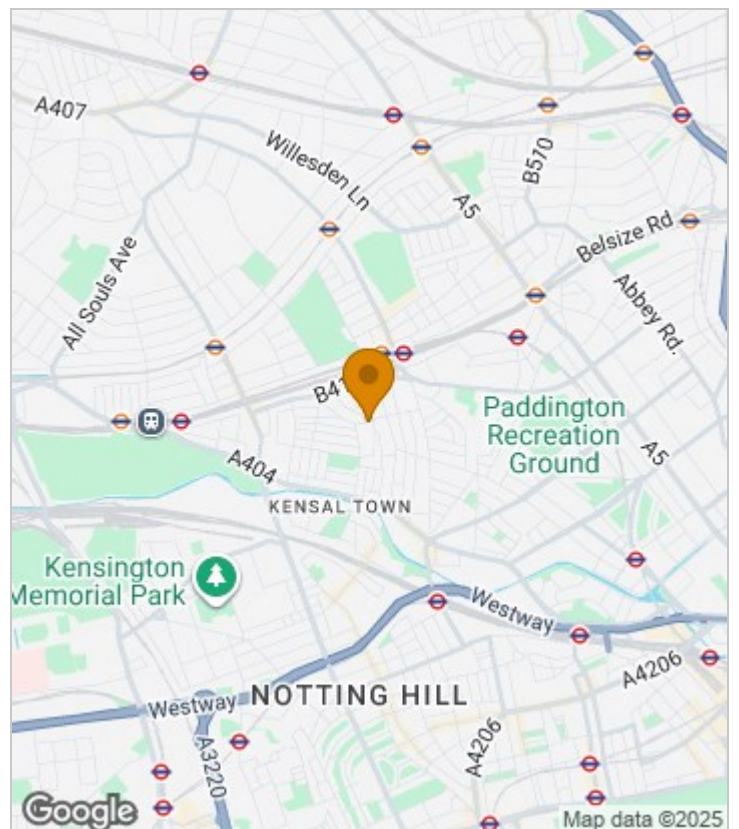 A407
Willesden Ln
B510
A5
Belsize Rd
All Souls Ave
Abbey Rd.
B41
Paddington
Recreation
Ground
A5
A404
KENSAL TOWN
Kensington
Memorial Park
Westway
A4206
NOTTING HILL
Westway
A3220
A4206
Google
Map data ©2025